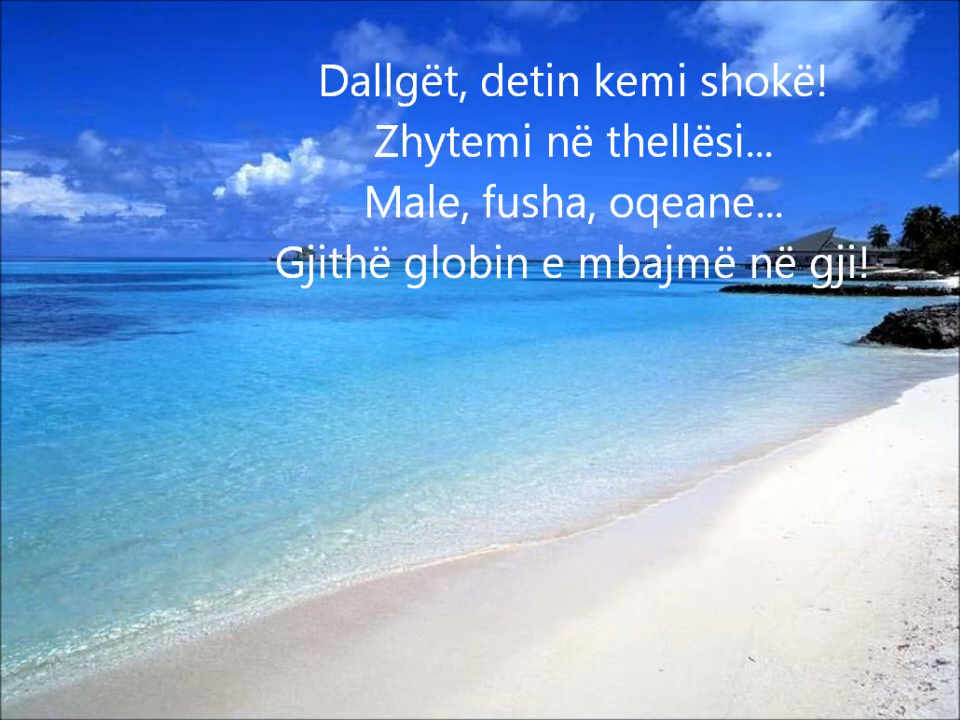 Dallgët, detin kemi shokë!
Zhytemi në thellësi...
Male, fusha, oqeane...
Gjithë globin e mbajmë në gji!